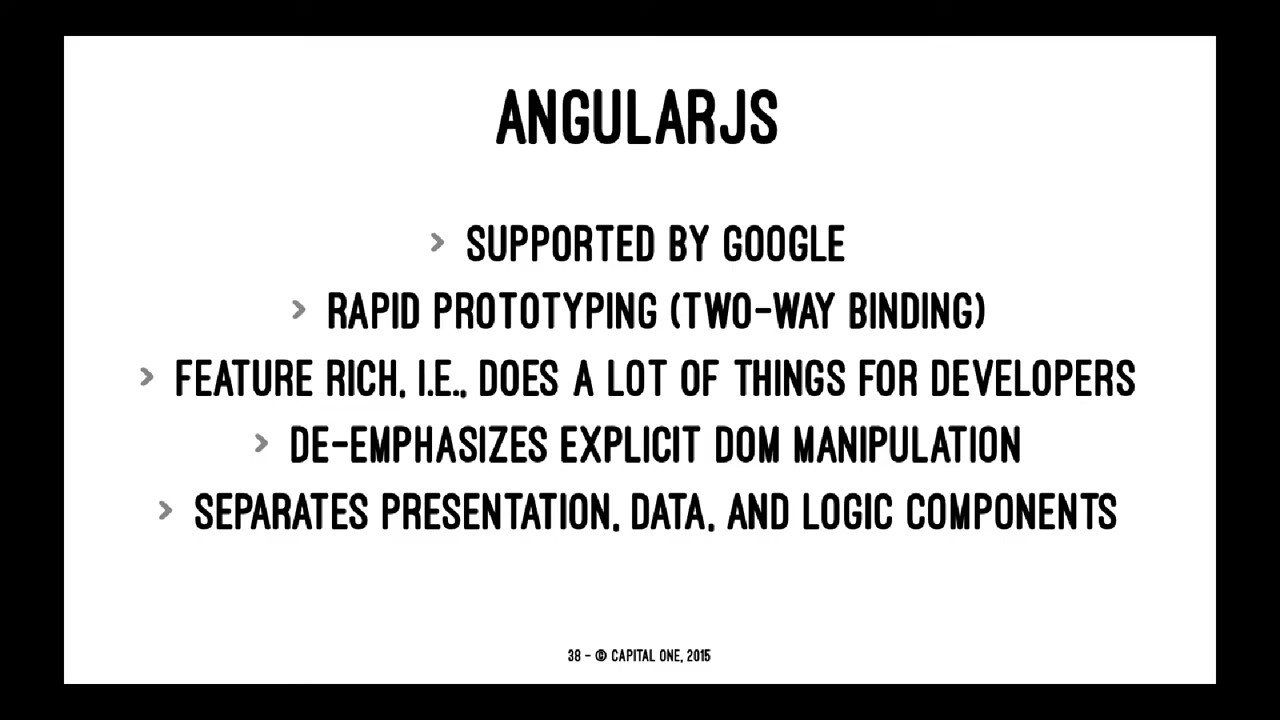 ANGULARJS
> SUPPORTED BY GOOGLE
> RAPID PROTOTYPING (TWO-WAY BINDING)
> FEATURE RICH, I.E., DOES A LOT OF THINGS FOR DEVELOPERS
> DE-EMPHASIZES EXPLICIT DOM MANIPULATION
> SEPARATES PRESENTATION, DATA, AND LOGIC COMPONENTS
38 – © CAPITAL ONE, 2015